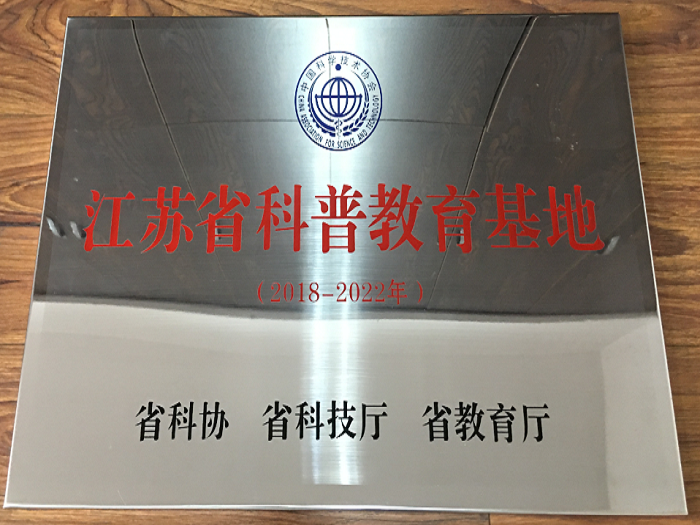 中国科学技术协会
CHINA ASSOCIATION FOR SCIENCE AND TECHNOLOGY
江苏省科普教育基地
（2018-2022年）
省科协 省科技厅 省教育厅